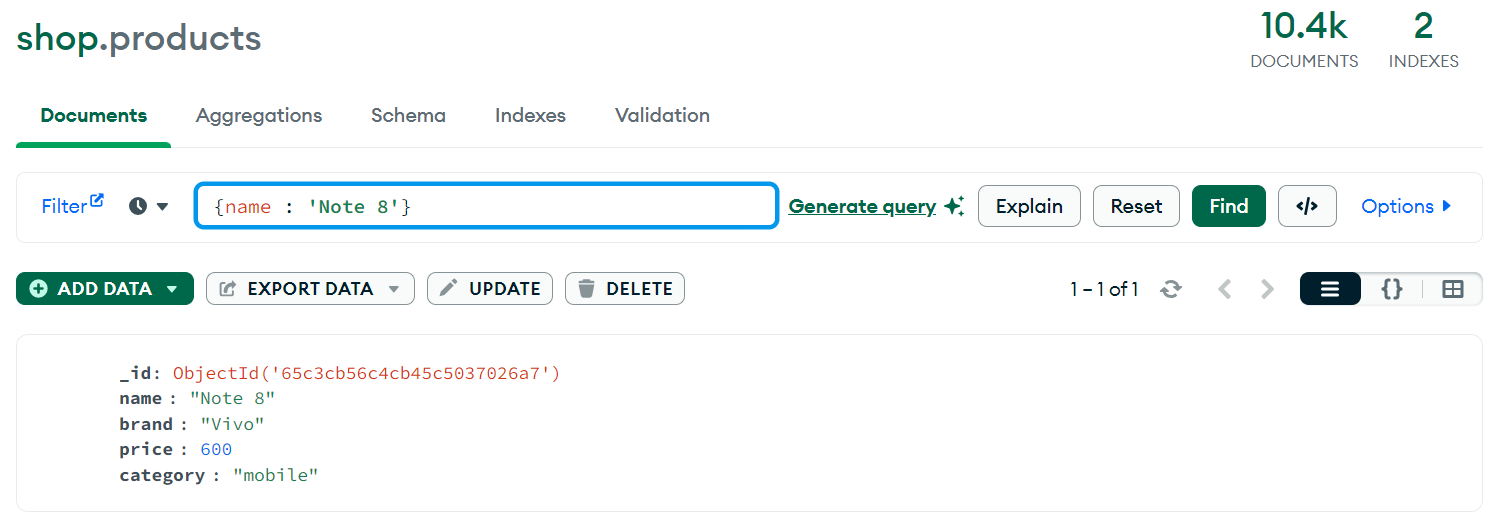 shop.products
10.4k 2
DOCUMENTS INDEXES
Documents Aggregations Schema Indexes Validation
Filter {name : 'Note 8'} Generate query Explain Reset Find </> Options
ADD DATA EXPORT DATA UPDATE DELETE 1 – 1 of 1 {}
_id: ObjectId('65c3cb56c4cb45c5037026a7')
name : "Note 8"
brand : "Vivo"
price : 600
category : "mobile"